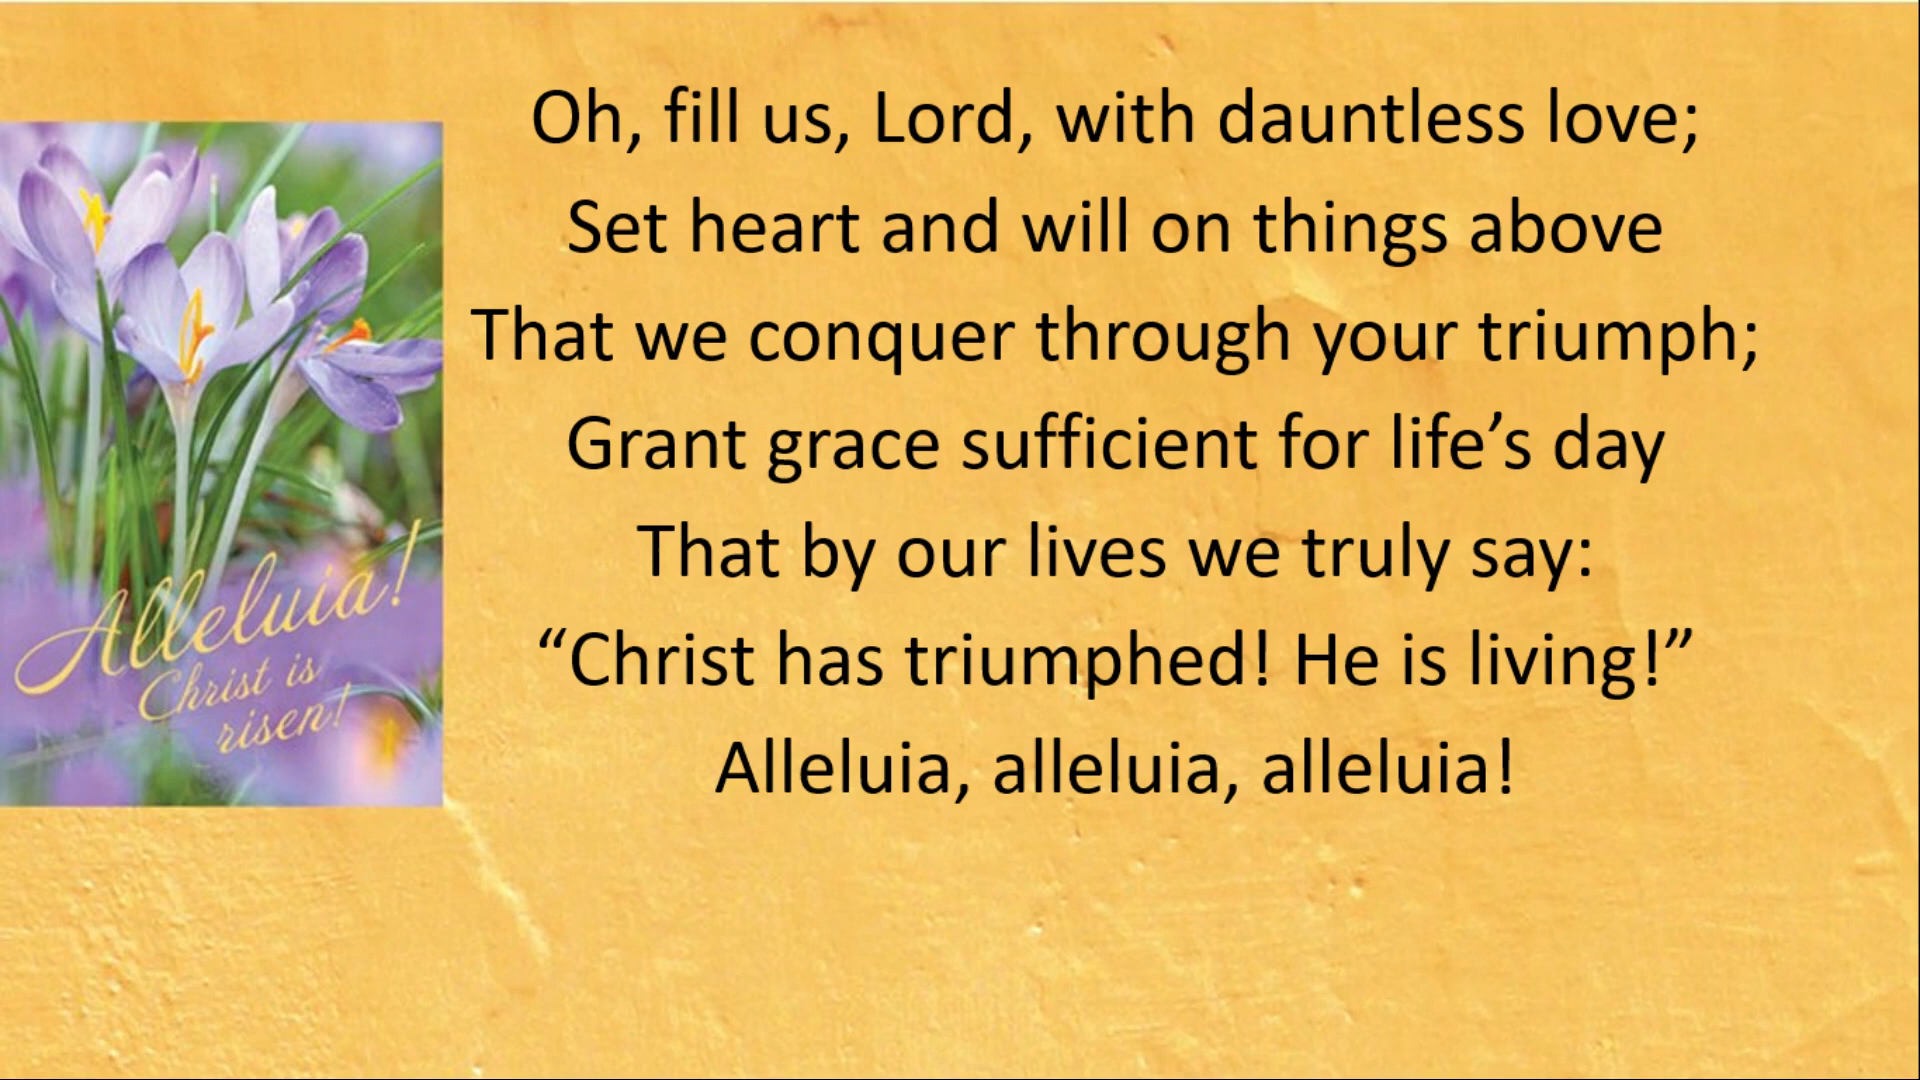 Oh, fill us, Lord, with dauntless love;
Set heart and will on things above
That we conquer through your triumph;
Grant grace sufficient for life’s day
That by our lives we truly say:
“Christ has triumphed! He is living!”
Alleluia, alleluia, alleluia!
Alleluia!
Christ is
risen!